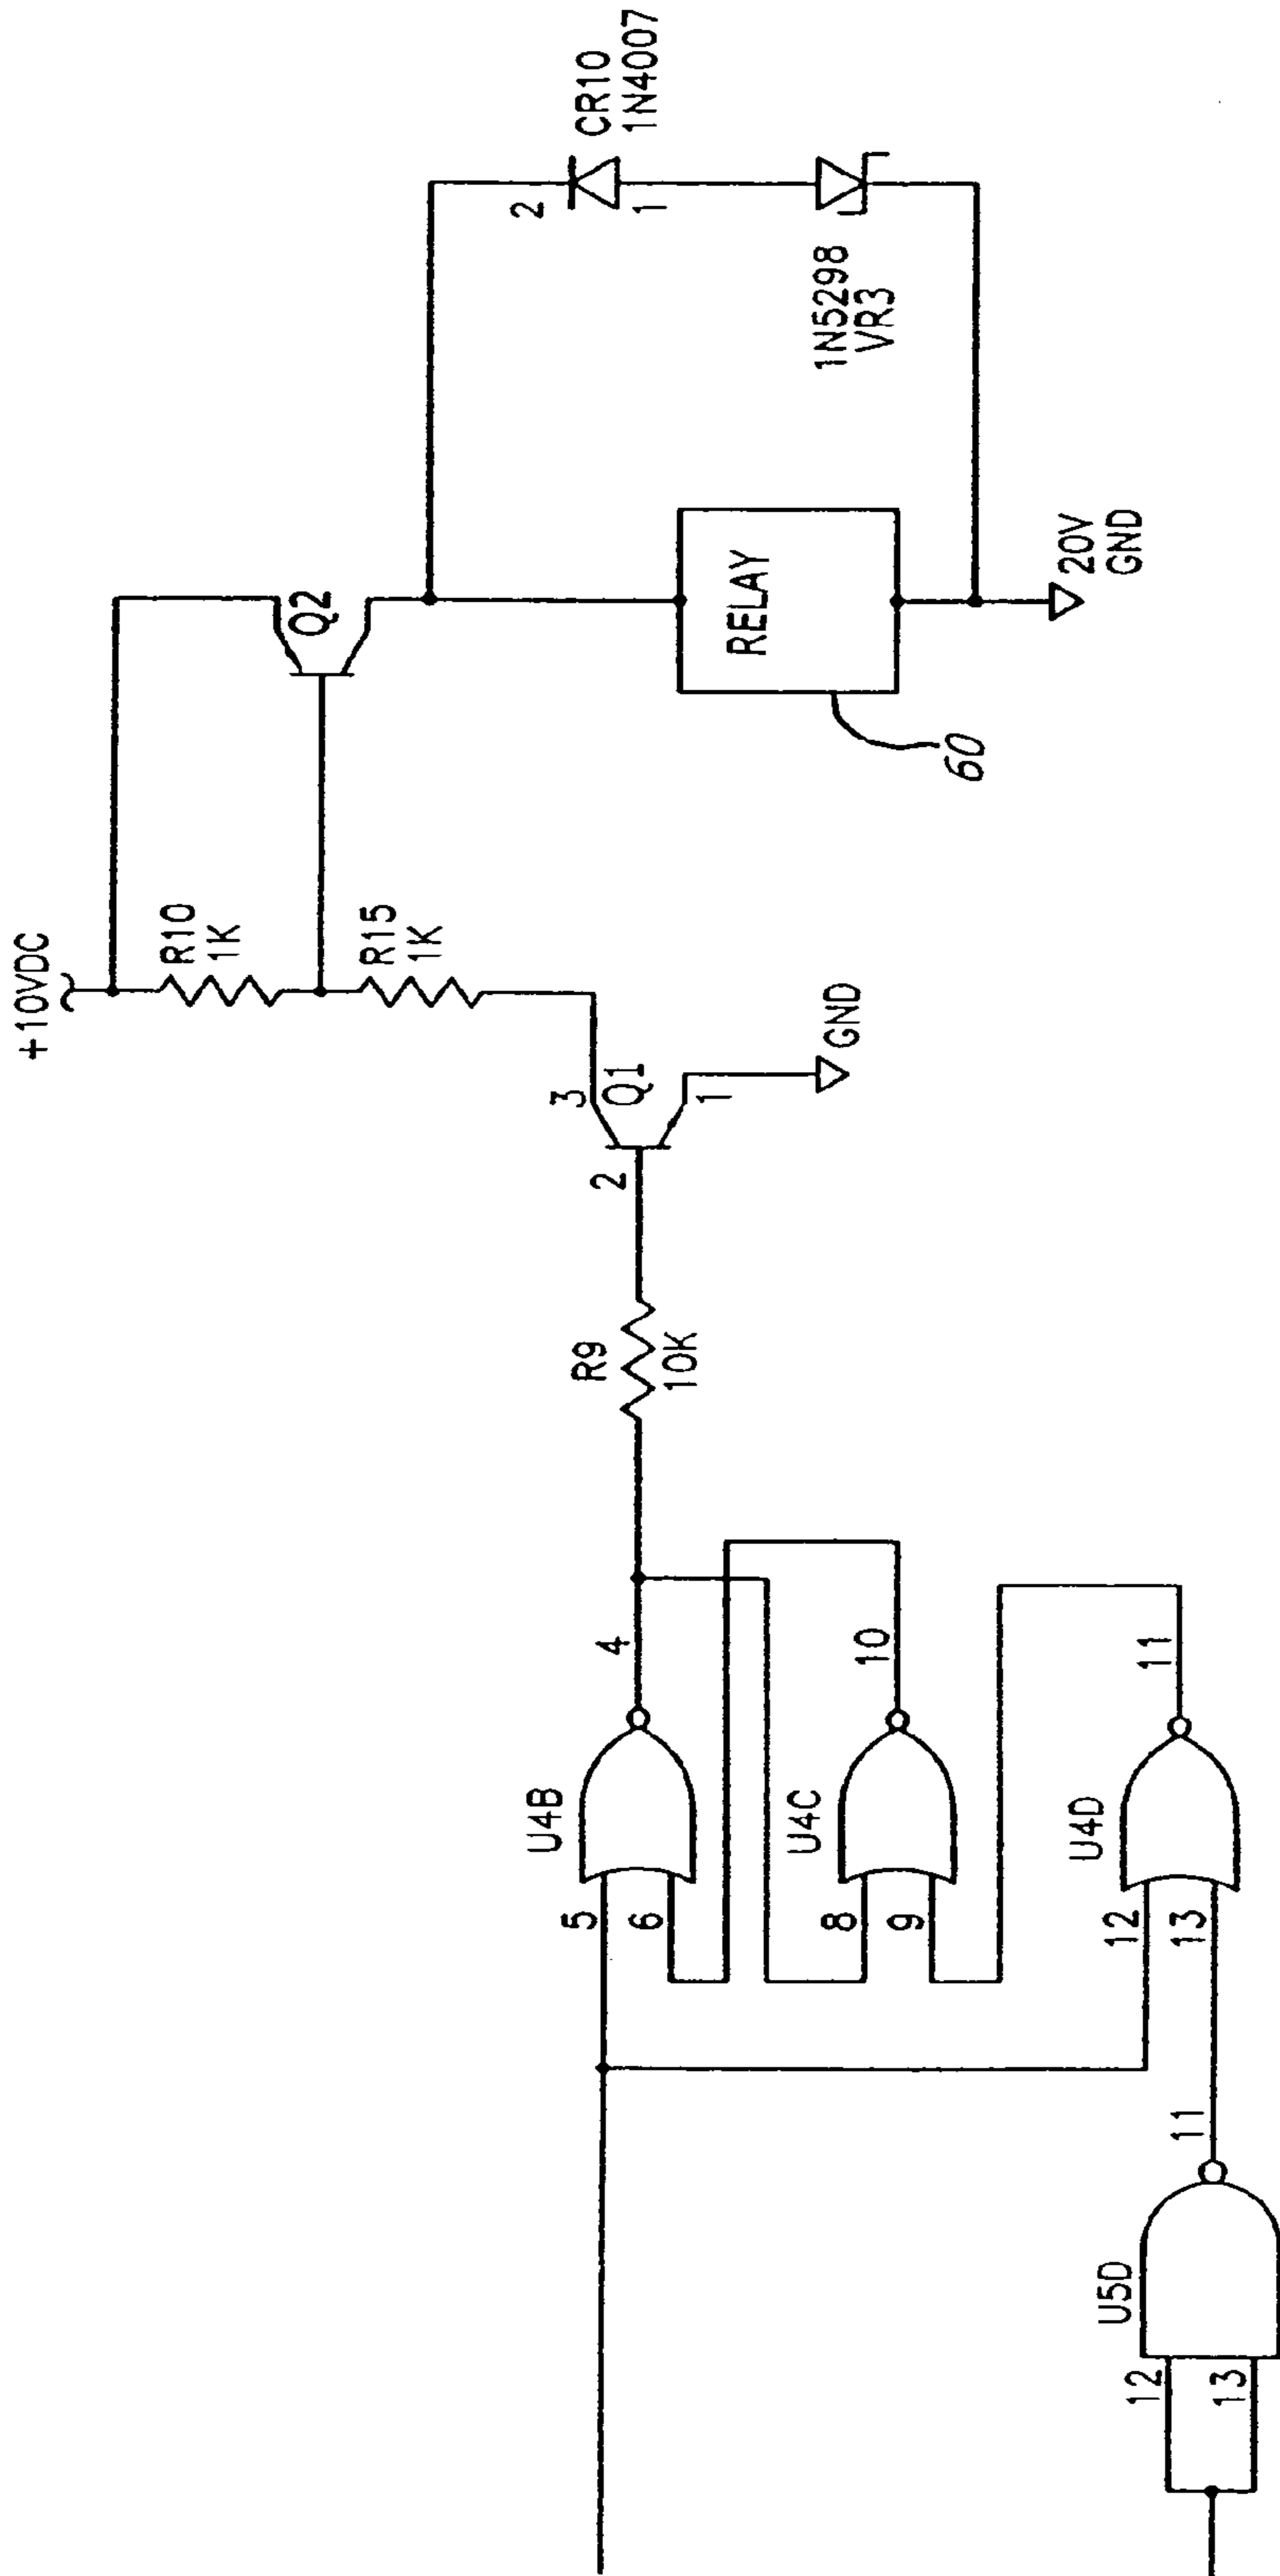 +10VDC
R10
1K
R15
1K
Q2
CR10
1N4007
2
1
1N5298
VR3
RELAY
60
20V
GND
3
Q1
2
1
GND
R9
10K
U4B
5
6
4
U4C
8
9
10
U4D
12
13
11
U5D
12
13
11